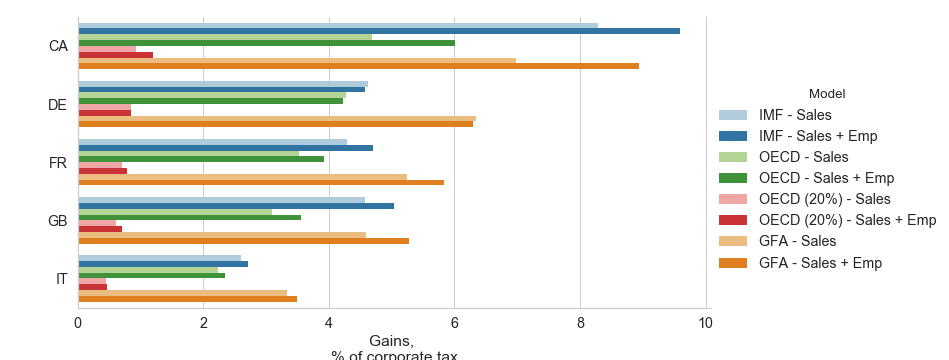 CA
DE
FR
GB
IT
0 2 4 6 8 10
Gains,
% of corporate tax
Model
IMF - Sales
IMF - Sales + Emp
OECD - Sales
OECD - Sales + Emp
OECD (20%) - Sales
OECD (20%) - Sales + Emp
GFA - Sales
GFA - Sales + Emp